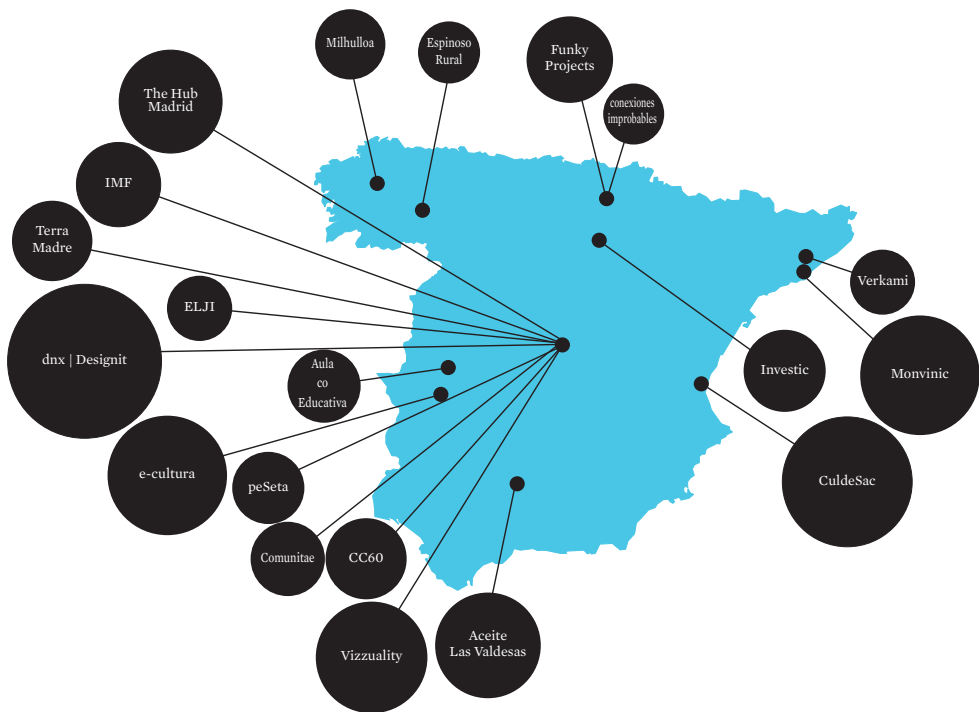 Milhulloa
Espinoso
Rural
Funky
Projects
The Hub
Madrid
conexiones
improbables
IMF
Terra
Madre
Verkami
ELJI
dnx | Designit
Aula
co
Educativa
Investic
Monvinic
e-cultura
peSeta
CuldeSac
Comunitae
CC60
Aceite
Las Valdesas
Vizzuality